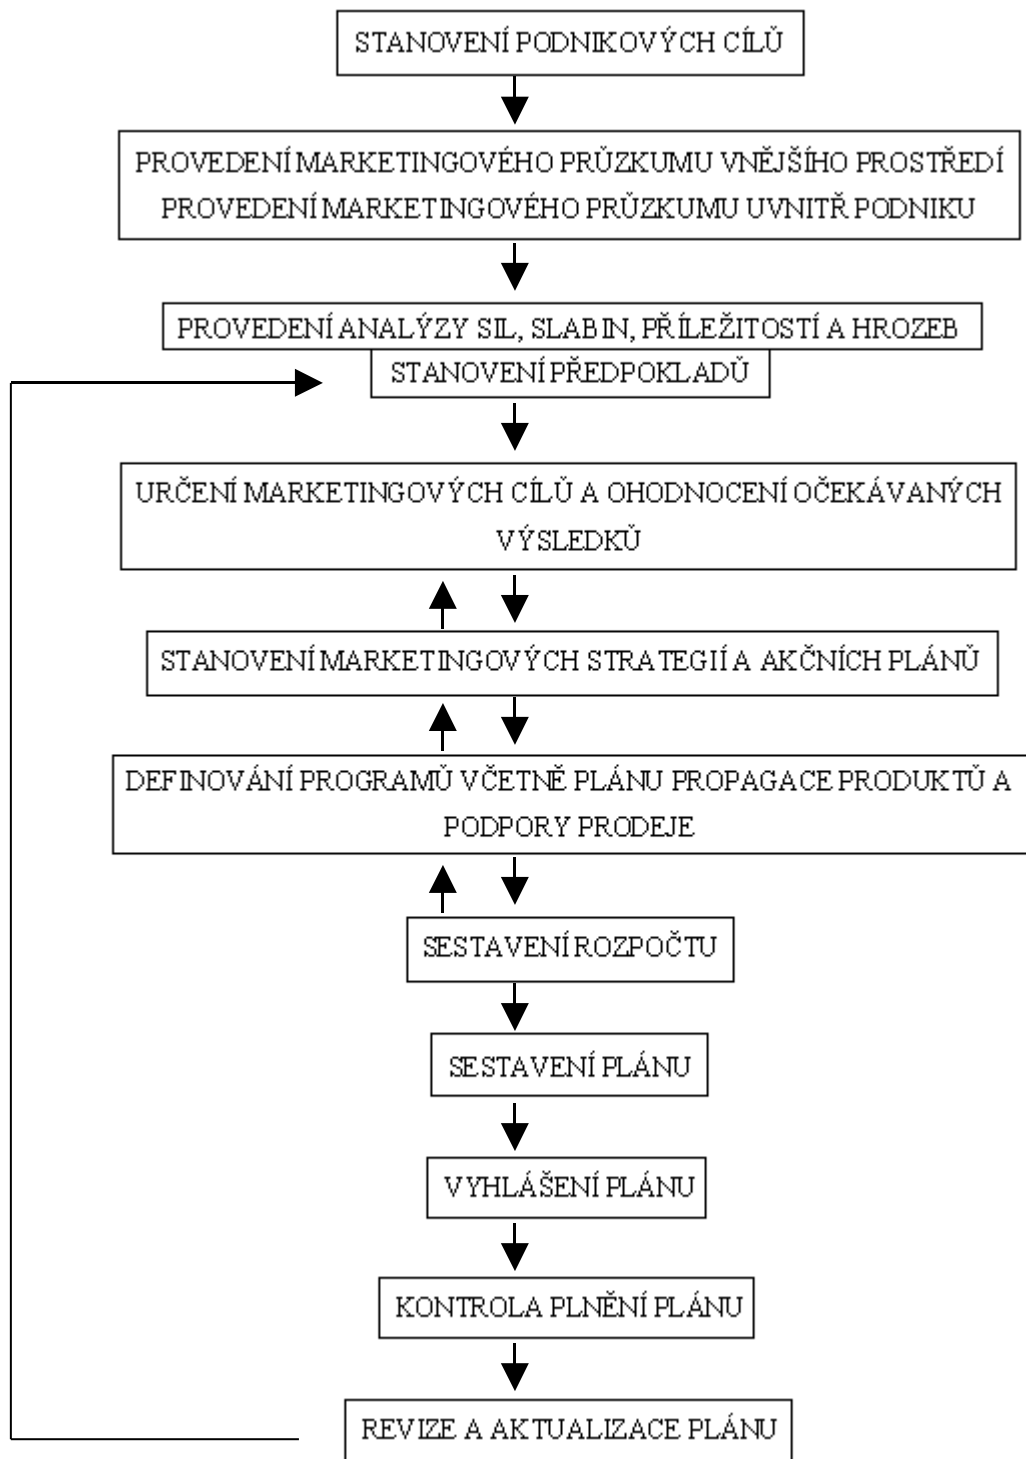 STANOVENÍ PODNIKOVÝCH CÍLŮ
PROVEDENÍ MARKETINGOVÉHO PRŮZKUMU VNĚJŠÍHO PROSTŘEDÍ
PROVEDENÍ MARKETINGOVÉHO PRŮZKUMU UVNITŘ PODNIKU
PROVEDENÍ ANALÝZY SIL, SLABIN, PŘÍLEŽITOSTÍ A HROZEB
STANOVENÍ PŘEDPOKLADŮ
URČENÍ MARKETINGOVÝCH CÍLŮ A OHODNOCENÍ OČEKÁVANÝCH
VÝSLEDKŮ
STANOVENÍ MARKETINGOVÝCH STRATEGIÍ A AKČNÍCH PLÁNŮ
DEFINOVÁNÍ PROGRAMŮ VČETNĚ PLÁNU PROPAGACE PRODUKTŮ A
PODPORY PRODEJE
SESTAVENÍ ROZPOČTU
SESTAVENÍ PLÁNU
VYHLÁŠENÍ PLÁNU
KONTROLA PLNĚNÍ PLÁNU
REVIZE A AKTUALIZACE PLÁNU